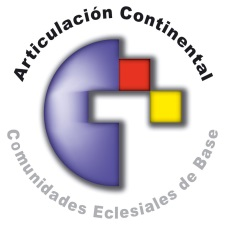 Articulación Continental
Comunidades Eclesiales de Base